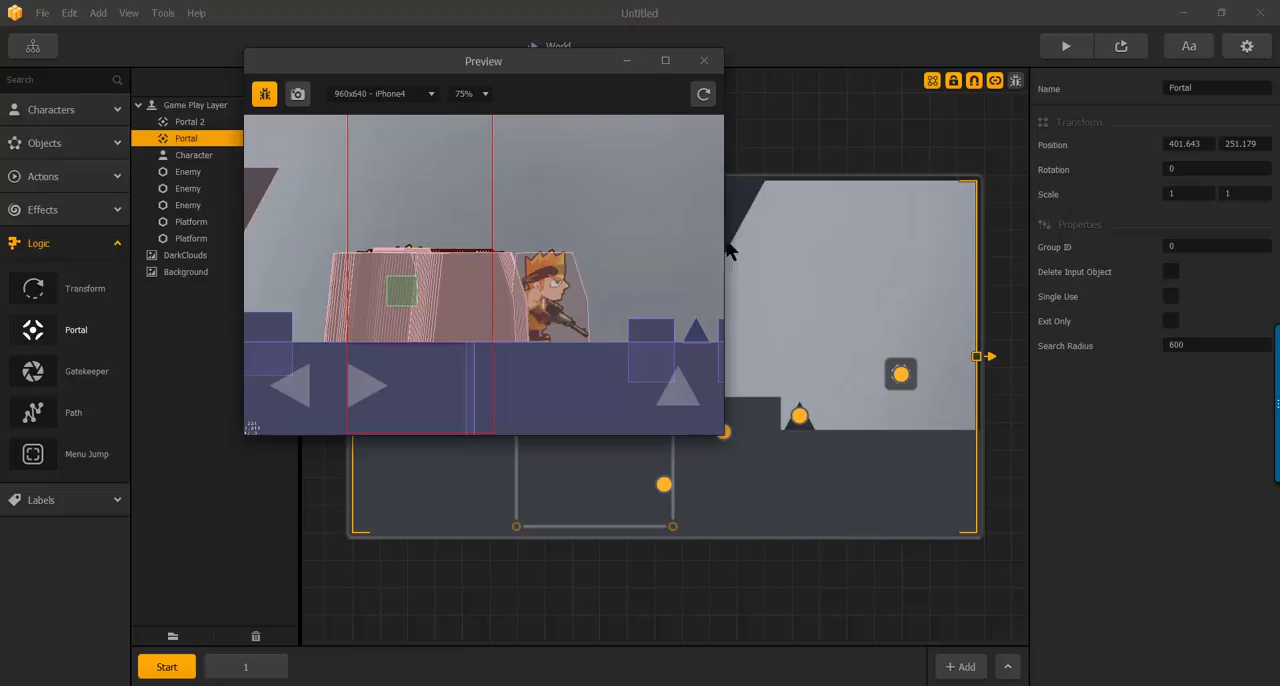 File Edit Add View Tools Help
Untitled
World
Aa
Preview
960x640 - iPhone4
75%
Search
Characters
Objects
Actions
Effects
Logic
Transform
Portal
Gatekeeper
Path
Menu Jump
Labels
Game Play Layer
Portal 2
Portal
Character
Enemy
Enemy
Enemy
Platform
Platform
DarkClouds
Background
Name Portal
Transform
Position 401.643 251.179
Rotation 0
Scale 1 1
Properties
Group ID 0
Delete Input Object
Single Use
Exit Only
Search Radius 600
Start
1
+ Add